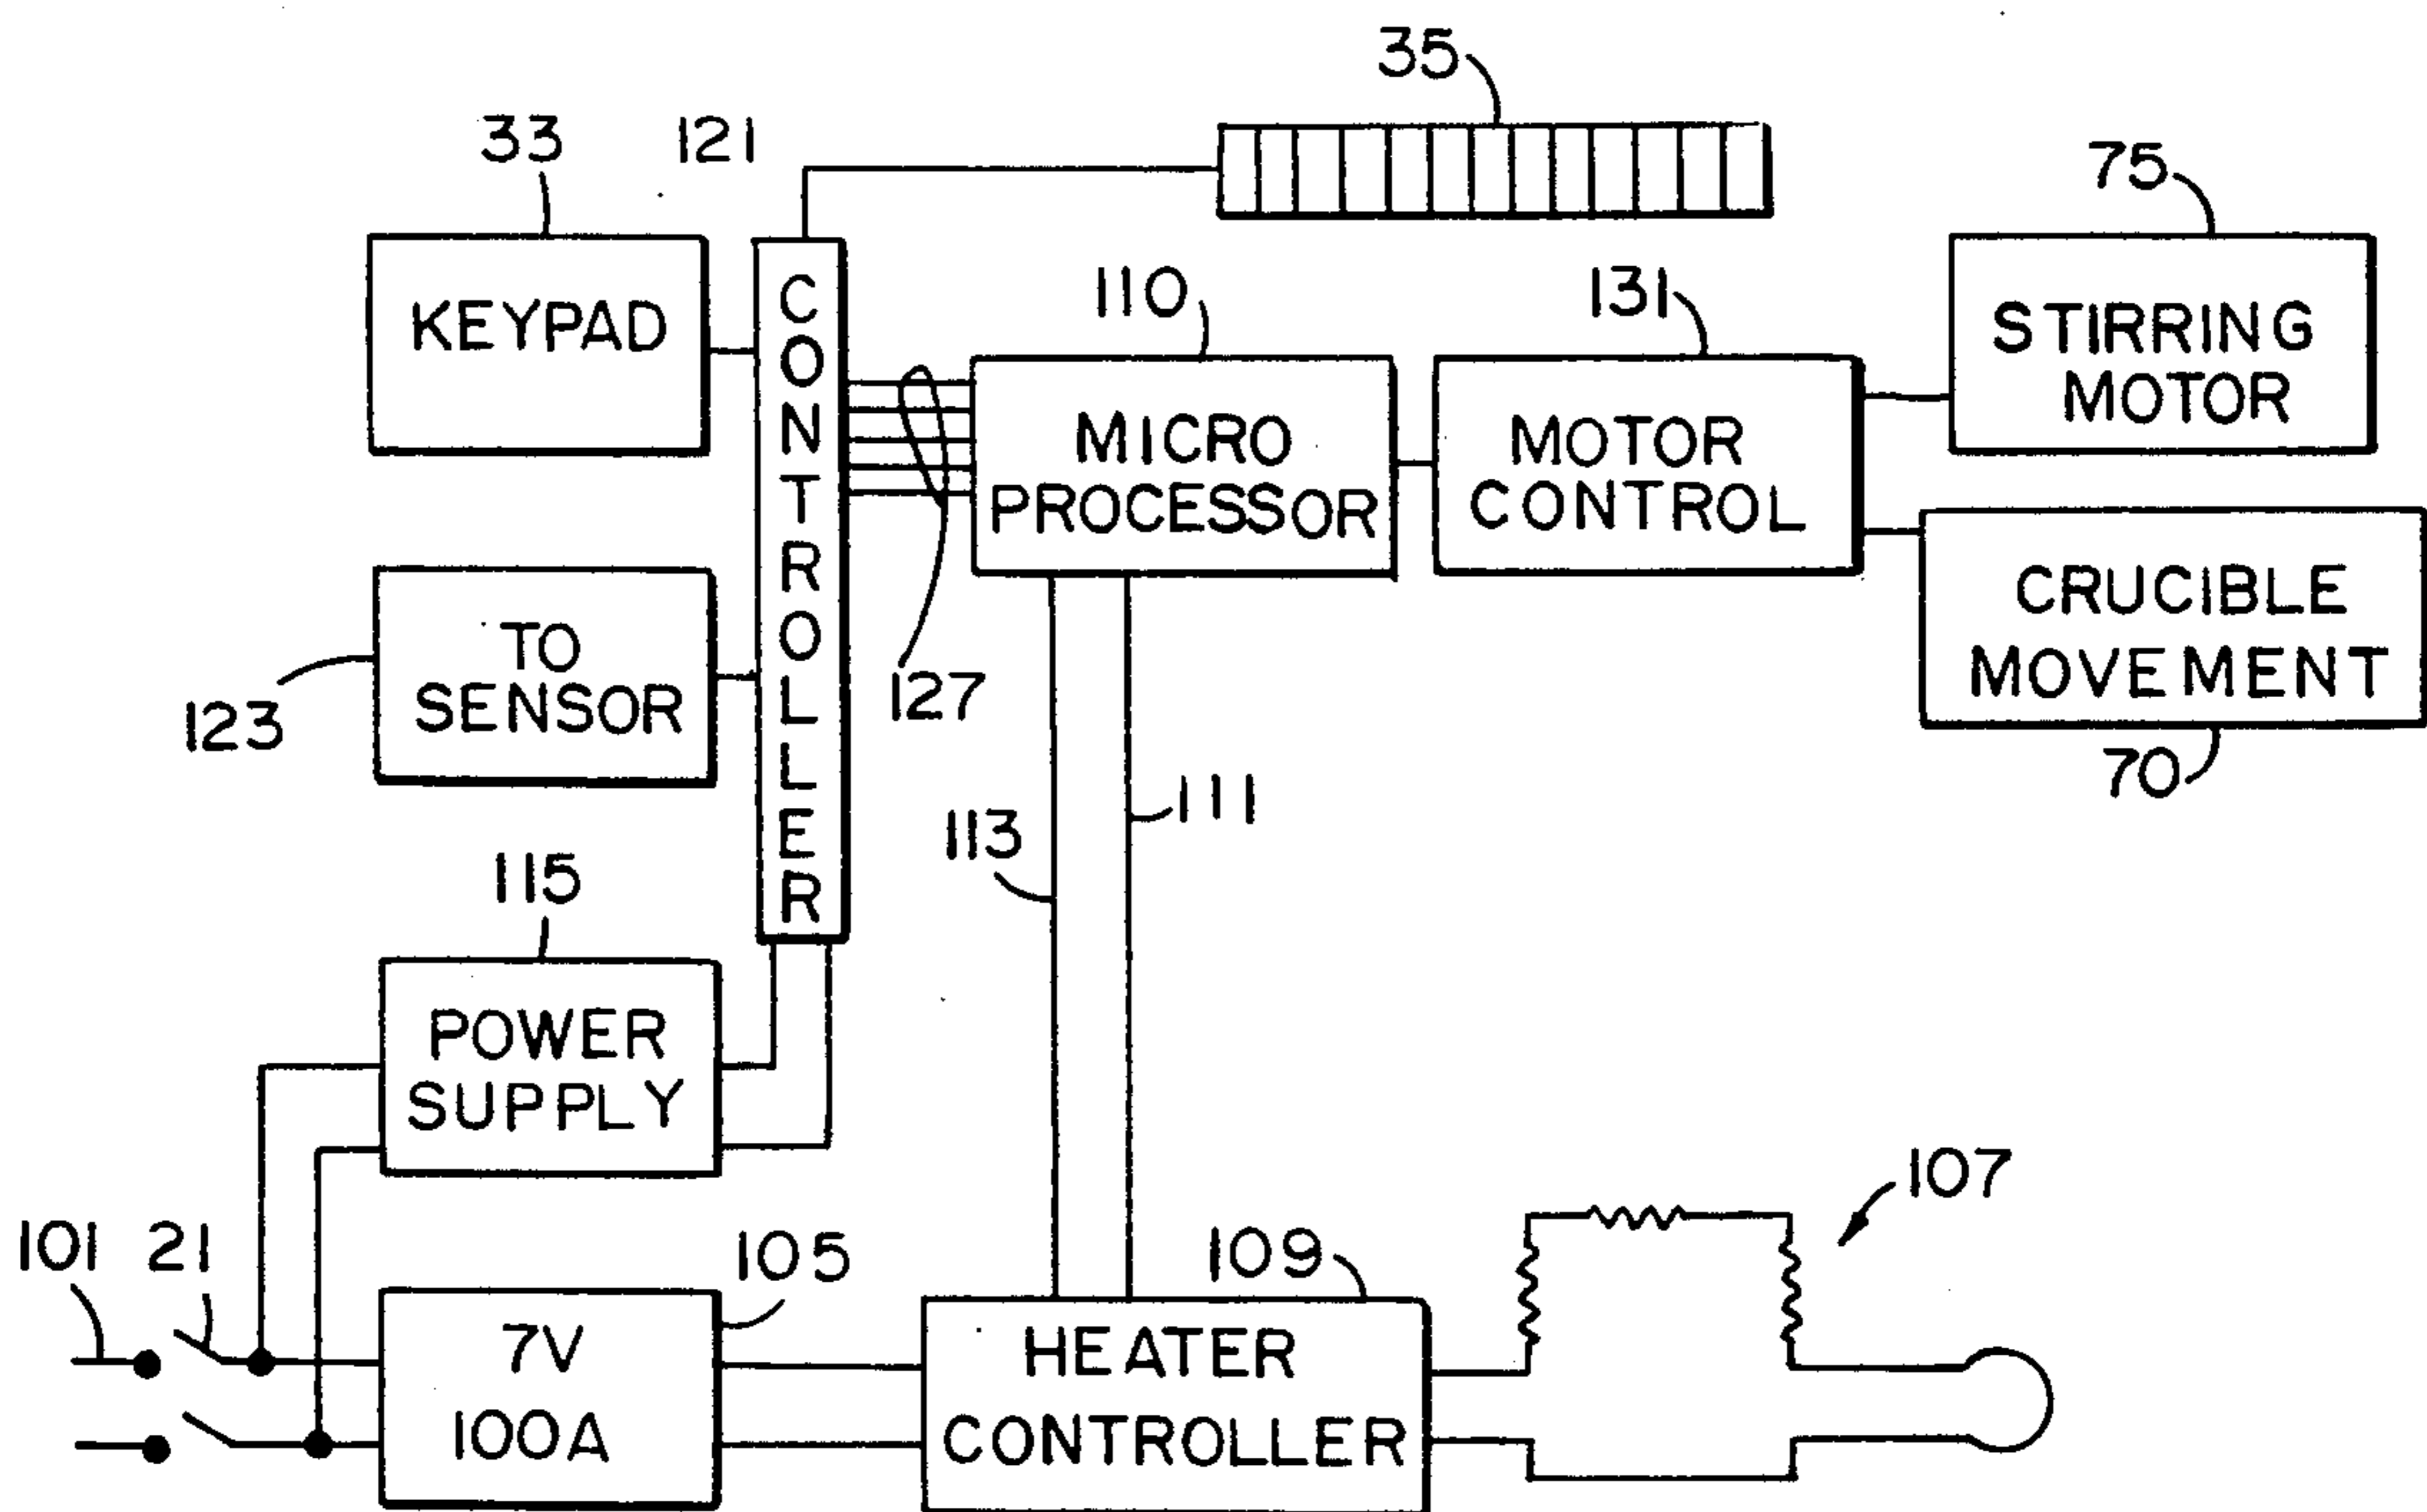 35
33
121
75
KEYPAD
CONTROLLER
110
131
STIRRING
MOTOR
MICRO
PROCESSOR
MOTOR
CONTROL
CRUCIBLE
MOVEMENT
TO
SENSOR
123
127
70
113
111
115
POWER
SUPPLY
107
101
21
105
109
7V
100A
HEATER
CONTROLLER